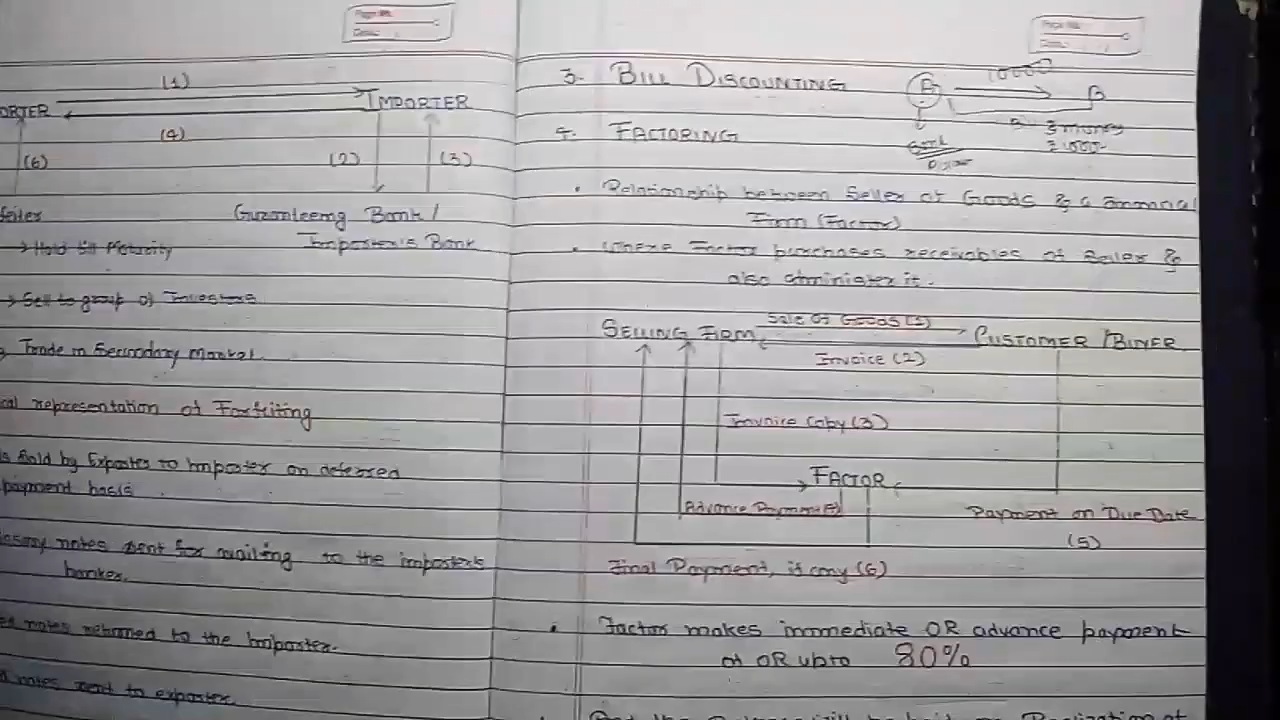 (1)
ORTER IMPORTER
(4)
(6) (2) (3)
feiter Guranteeing Bank /
Importer's Bank
→ Hold till Maturity
→ Sell to group of Investors
Trade in Secondary Market.
cal representation of Forfeiting
is Sold by Exporter to Importer on deferred
payment basis
notes sent for availing to the importer's
banker.
notes returned to the Importer.
notes sent to exporter.
3. BILL DISCOUNTING
B
4. FACTORING
• Relationship between Seller of Goods & a financial
Firm (Factor)
• Where Factor purchases receivables of Seller &
also administer it.
Sale of Goods (1)
SELLING FIRM CUSTOMER / BUYER
Invoice (2)
Invoice Copy (3)
FACTOR
Advance Payment Payment on Due Date
(5)
Final Payment, if any (6)
• Factor makes immediate OR advance payment
of OR upto 80%